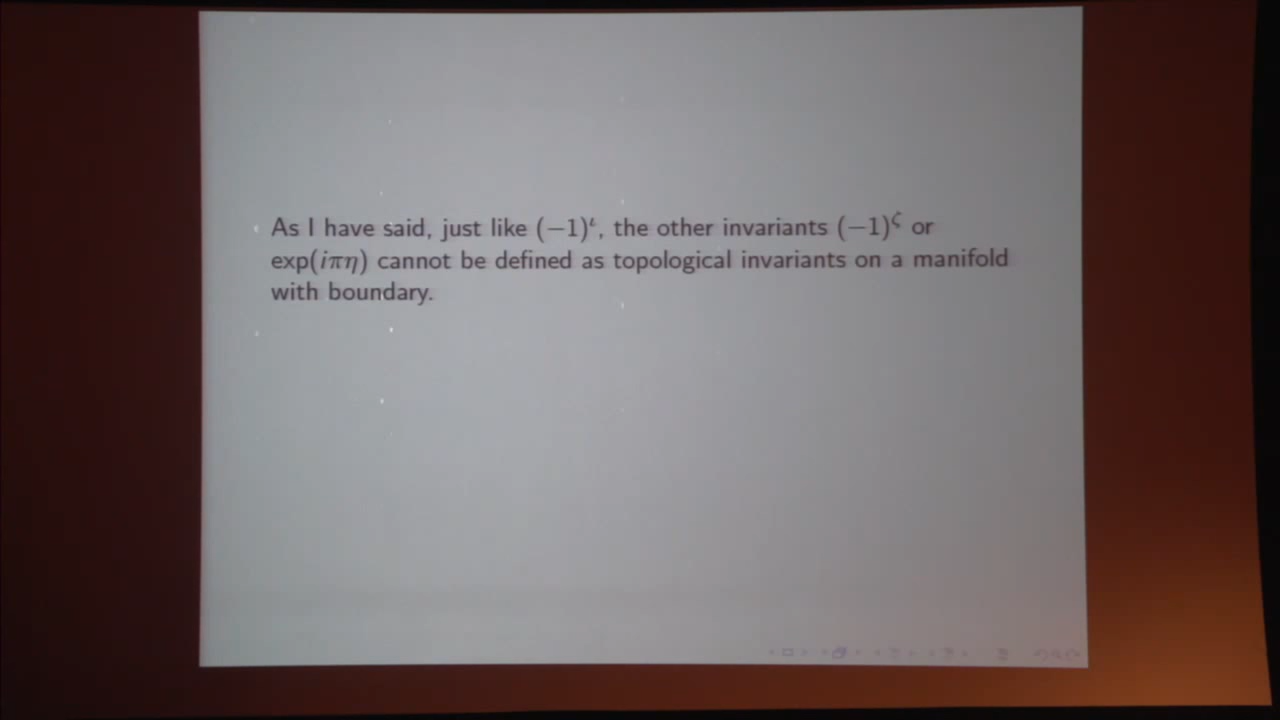 As I have said, just like (−1)^ι, the other invariants (−1)^ζ or
exp(iπη) cannot be defined as topological invariants on a manifold
with boundary.